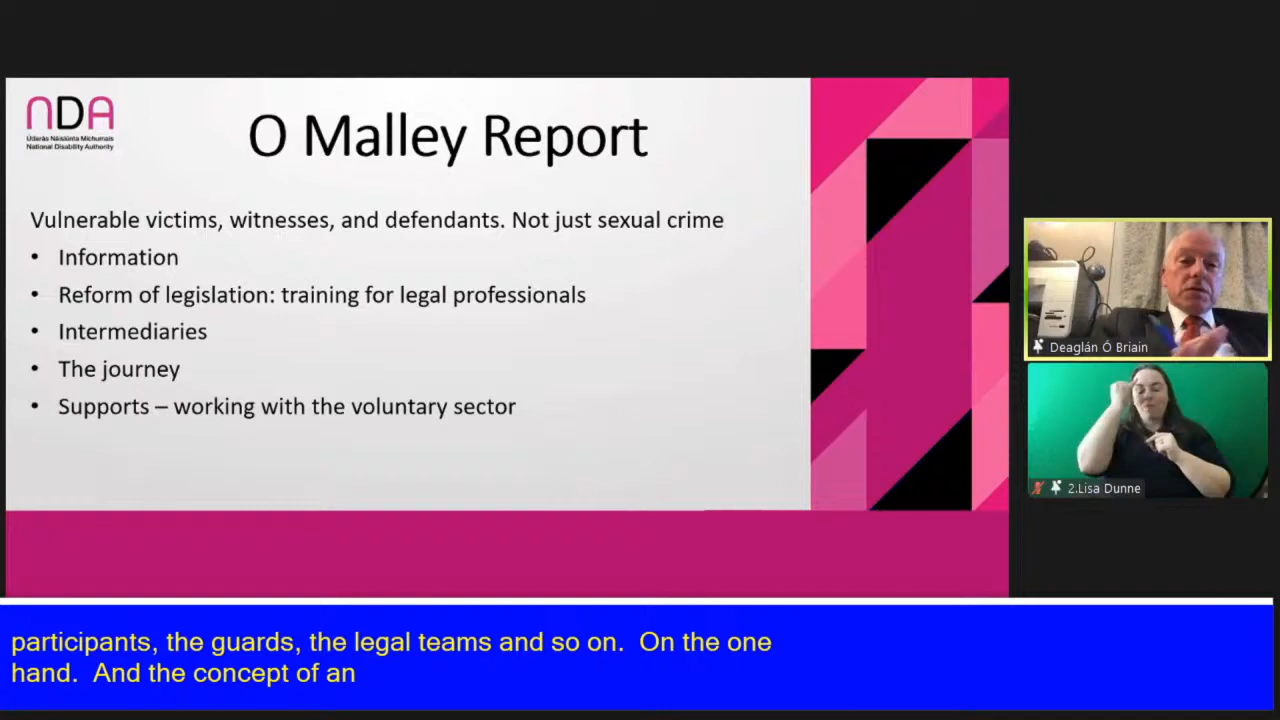 NDA
Údarás Náisiúnta Míchumais
National Disability Authority
O Malley Report
Vulnerable victims, witnesses, and defendants. Not just sexual crime
• Information
• Reform of legislation: training for legal professionals
• Intermediaries
• The journey
• Supports – working with the voluntary sector
Deaglán Ó Briain
2.Lisa Dunne
participants, the guards, the legal teams and so on.  On the one
hand.  And the concept of an